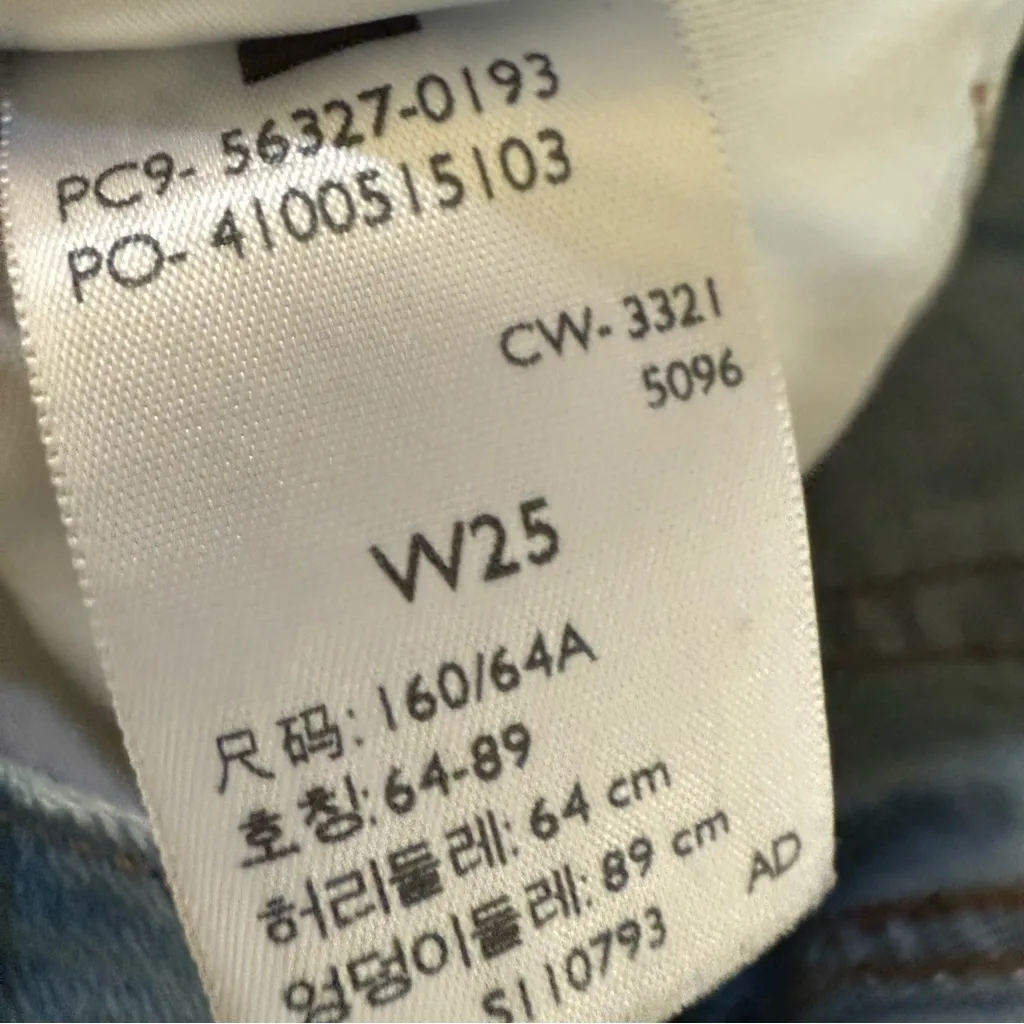 PC9- 56327-0193
PO- 4100515103
CW- 3321
5096
W25
尺码: 160/64A
호칭: 64-89
허리둘레: 64 cm
엉덩이둘레: 89 cm
AD
S110793